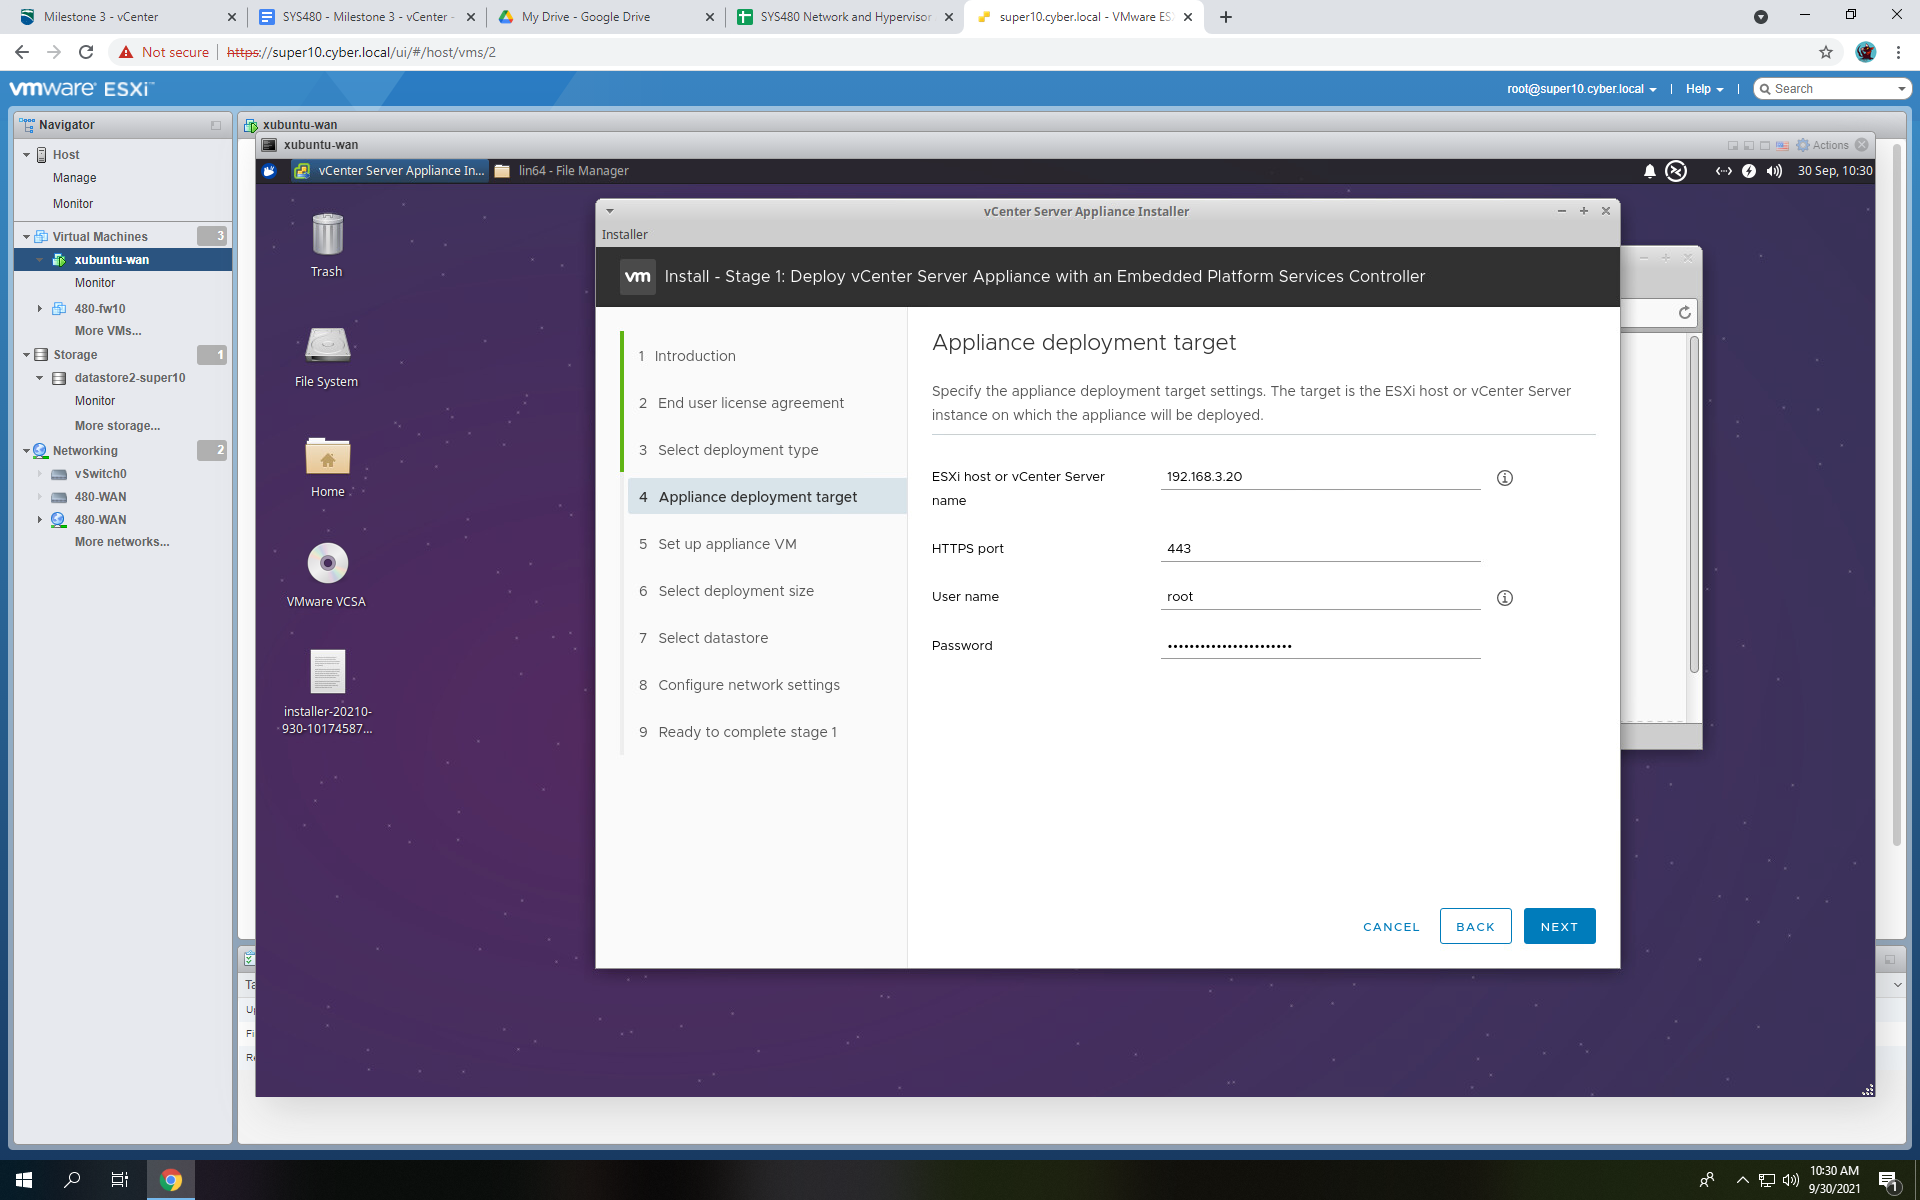 Milestone 3 - vCenter
SYS480 - Milestone 3 - vCenter -
My Drive - Google Drive
SYS480 Network and Hypervisor
super10.cyber.local - VMware ES
Not secure
https://super10.cyber.local/ui/#/host/vms/2
vmware ESXi
root@super10.cyber.local
Help
Search
Navigator
Host
Manage
Monitor
Virtual Machines 3
xubuntu-wan
Monitor
480-fw10
More VMs...
Storage 1
datastore2-super10
Monitor
More storage...
Networking 2
vSwitch0
480-WAN
480-WAN
More networks...
xubuntu-wan
xubuntu-wan
Actions
vCenter Server Appliance In...
lin64 - File Manager
30 Sep, 10:30
Trash
File System
Home
VMware VCSA
installer-20210-
930-10174587...
vCenter Server Appliance Installer
Installer
vm Install - Stage 1: Deploy vCenter Server Appliance with an Embedded Platform Services Controller
1 Introduction
2 End user license agreement
3 Select deployment type
4 Appliance deployment target
5 Set up appliance VM
6 Select deployment size
7 Select datastore
8 Configure network settings
9 Ready to complete stage 1
Appliance deployment target
Specify the appliance deployment target settings. The target is the ESXi host or vCenter Server
instance on which the appliance will be deployed.
ESXi host or vCenter Server
name
192.168.3.20
HTTPS port
443
User name
root
Password
CANCEL
BACK
NEXT
10:30 AM
9/30/2021
1